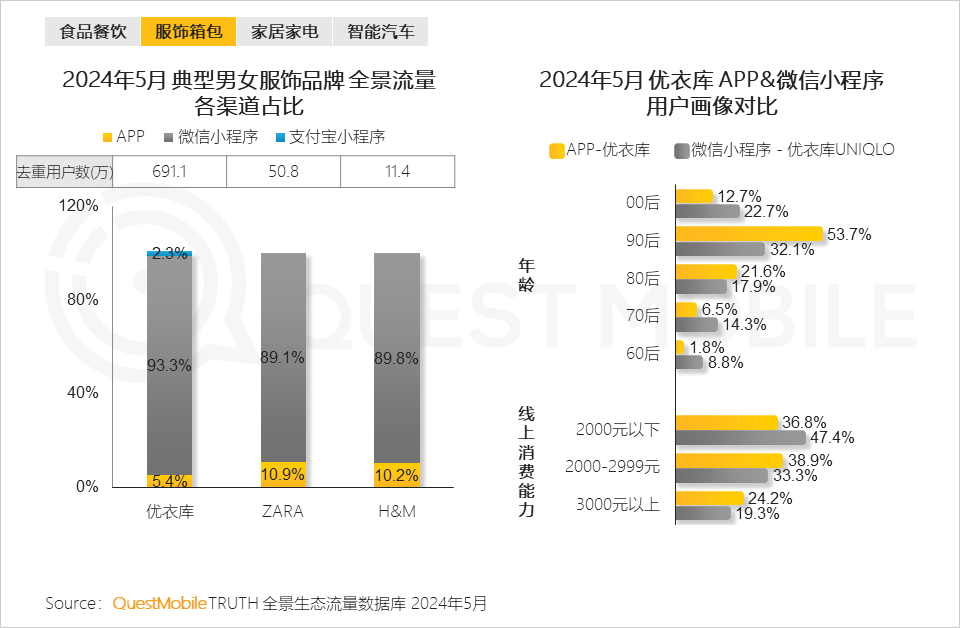 食品餐饮 服饰箱包 家居家电 智能汽车
2024年5月 典型男女服饰品牌 全景流量
各渠道占比
APP 微信小程序 支付宝小程序
去重用户数(万) 691.1 50.8 11.4
120%
80%
40%
0%
2.3%
93.3% 89.1% 89.8%
5.4% 10.9% 10.2%
优衣库 ZARA H&M
2024年5月 优衣库 APP&微信小程序
用户画像对比
APP-优衣库 微信小程序 - 优衣库UNIQLO
年龄
00后 12.7%
22.7%
90后 53.7%
32.1%
80后 21.6%
17.9%
70后 6.5%
14.3%
60后 1.8%
8.8%
线上消费能力
2000元以下 36.8%
47.4%
2000-2999元 38.9%
33.3%
3000元以上 24.2%
19.3%
QUEST MOBILE
Source：QuestMobile TRUTH 全景生态流量数据库 2024年5月